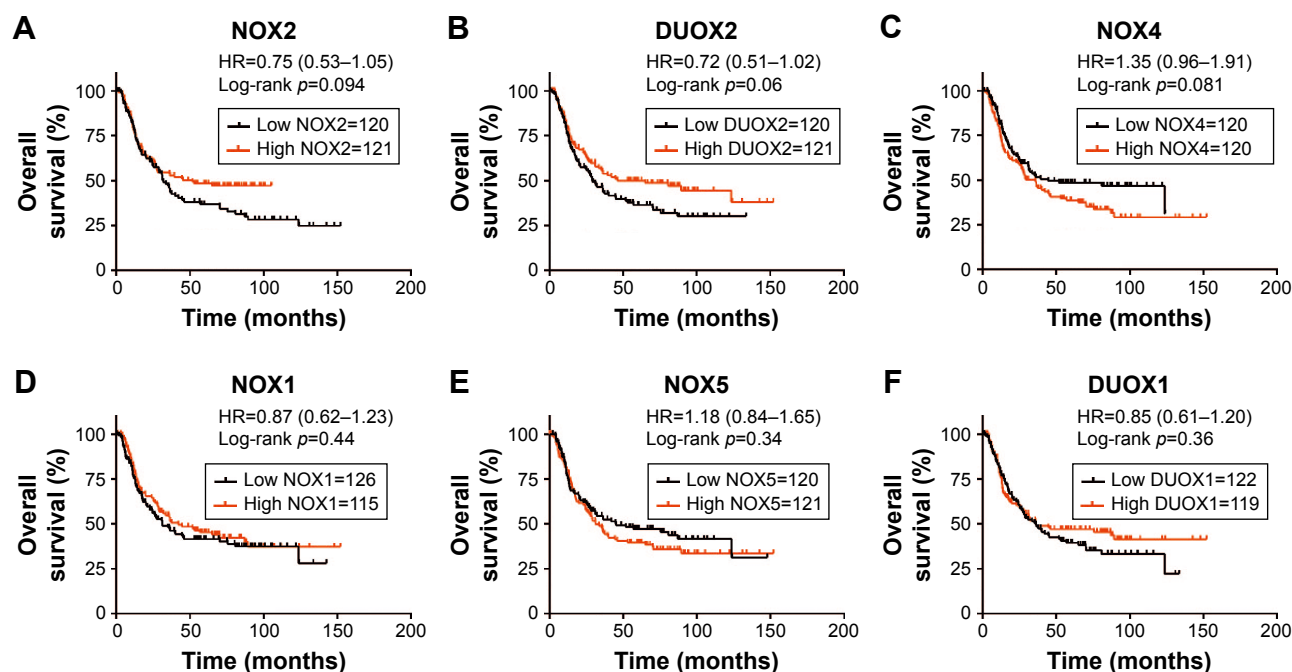 A
NOX2
HR=0.75 (0.53–1.05)
Log-rank p=0.094
Low NOX2=120
High NOX2=121
Overall
survival (%)
100
75
50
25
0
0 50 100 150 200
Time (months)
B
DUOX2
HR=0.72 (0.51–1.02)
Log-rank p=0.06
Low DUOX2=120
High DUOX2=121
Overall
survival (%)
100
75
50
25
0
0 50 100 150 200
Time (months)
C
NOX4
HR=1.35 (0.96–1.91)
Log-rank p=0.081
Low NOX4=120
High NOX4=120
Overall
survival (%)
100
75
50
25
0
0 50 100 150 200
Time (months)
D
NOX1
HR=0.87 (0.62–1.23)
Log-rank p=0.44
Low NOX1=126
High NOX1=115
Overall
survival (%)
100
75
50
25
0
0 50 100 150 200
Time (months)
E
NOX5
HR=1.18 (0.84–1.65)
Log-rank p=0.34
Low NOX5=120
High NOX5=121
Overall
survival (%)
100
75
50
25
0
0 50 100 150 200
Time (months)
F
DUOX1
HR=0.85 (0.61–1.20)
Log-rank p=0.36
Low DUOX1=122
High DUOX1=119
Overall
survival (%)
100
75
50
25
0
0 50 100 150 200
Time (months)